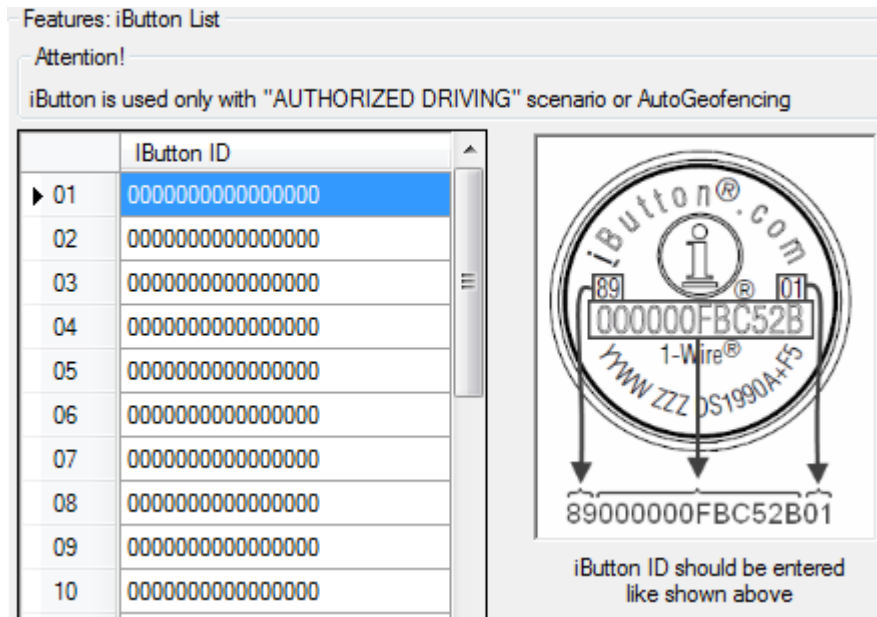 Features: iButton List
Attention!
iButton is used only with "AUTHORIZED DRIVING" scenario or AutoGeofencing
IButton ID
01 0000000000000000
02 0000000000000000
03 0000000000000000
04 0000000000000000
05 0000000000000000
06 0000000000000000
07 0000000000000000
08 0000000000000000
09 0000000000000000
10 0000000000000000
iButton®.com
i
®
89 01
000000FBC52B
1-Wire®
YYWW ZZZ DS1990A+F5
89000000FBC52B01
iButton ID should be entered
like shown above